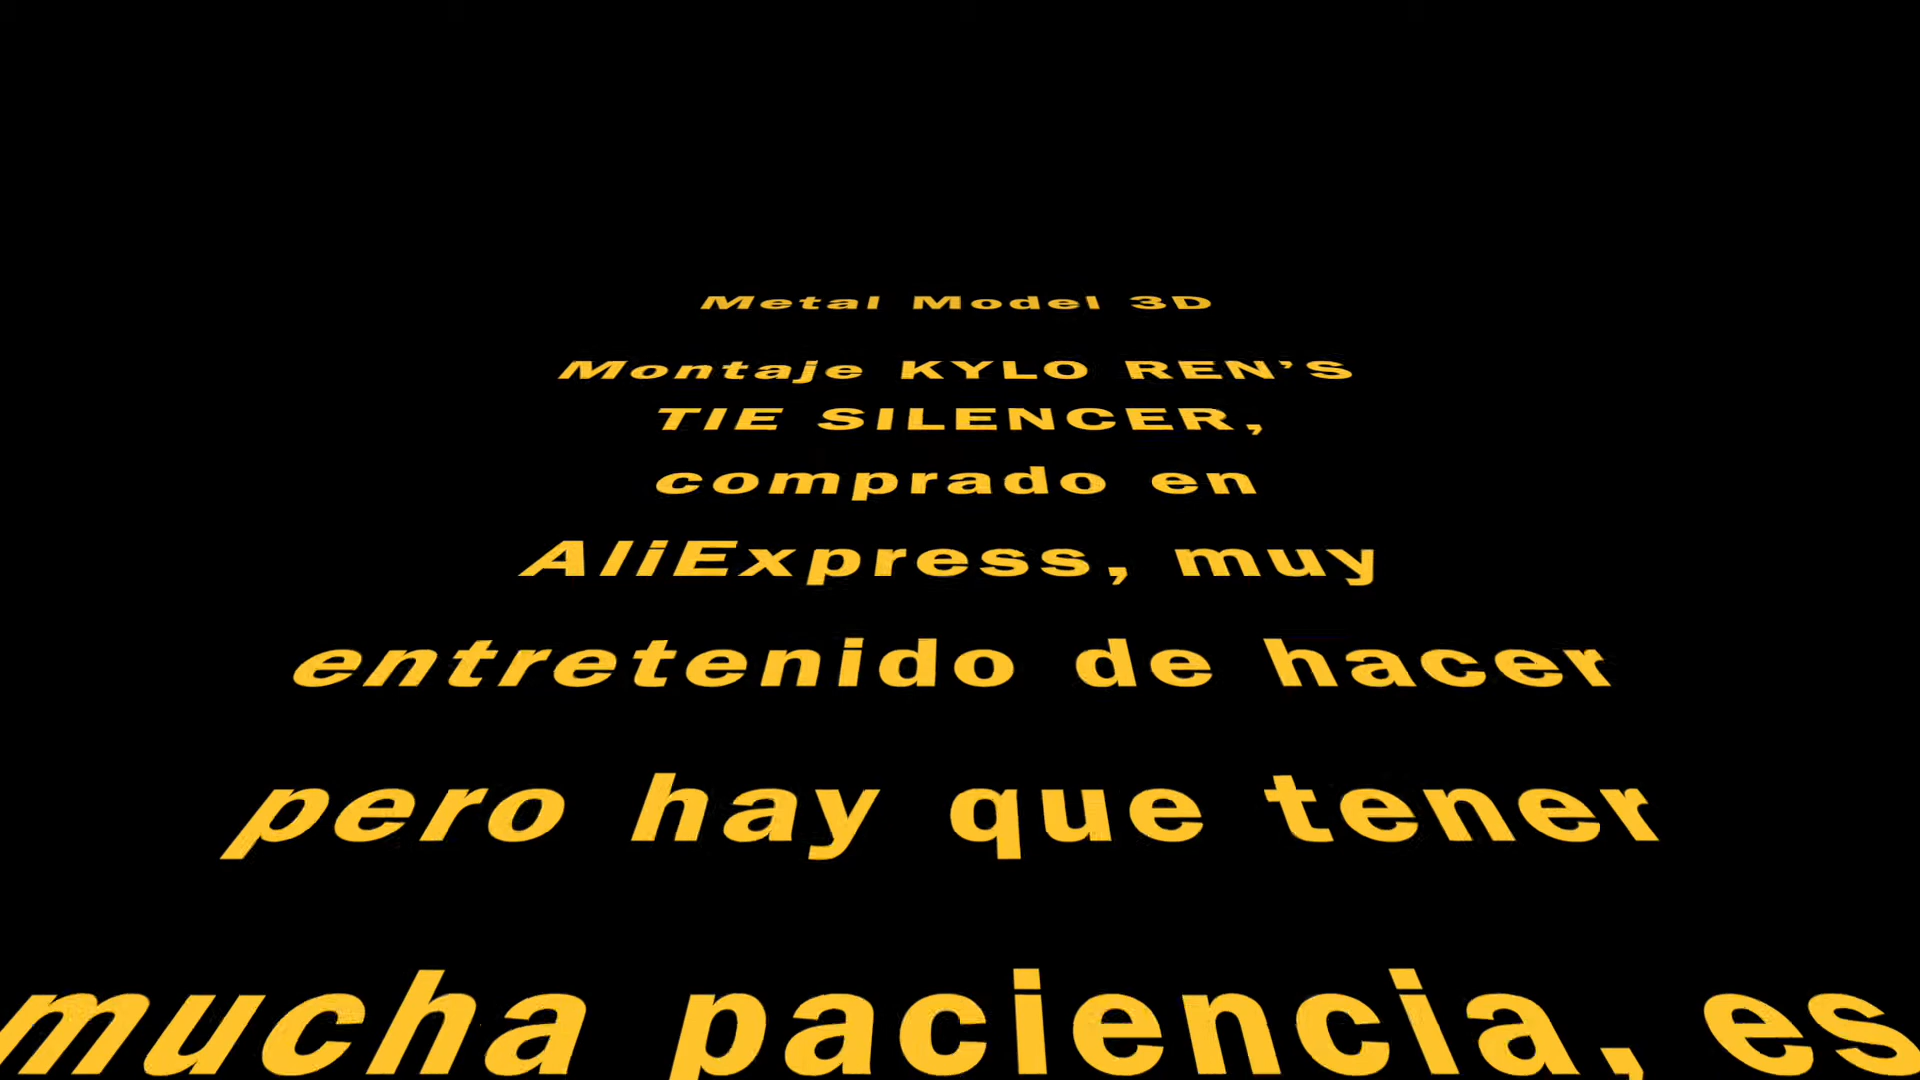 Metal Model 3D
Montaje KYLO REN’S
TIE SILENCER,
comprado en
AliExpress, muy
entretenido de hacer
pero hay que tener
mucha paciencia, es